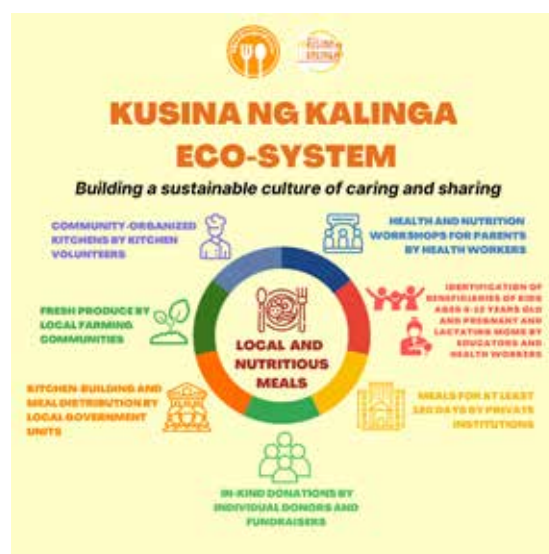 KUSINA NG KALINGA
ECO-SYSTEM
Building a sustainable culture of caring and sharing
COMMUNITY-ORGANIZED
KITCHENS BY KITCHEN
VOLUNTEERS
HEALTH AND NUTRITION
WORKSHOPS FOR PARENTS
BY HEALTH WORKERS
FRESH PRODUCE BY
LOCAL FARMING
COMMUNITIES
IDENTIFICATION OF
BENEFICIARIES OF KIDS
AGES
YEARS OLD
AND PREGNANT AND
LACTATING MOMS BY
EDUCATORS AND
HEALTH WORKERS
LOCAL AND
NUTRITIOUS
MEALS
KITCHEN-BUILDING AND
MEAL DISTRIBUTION BY
LOCAL GOVERNMENT
UNITS
MEALS FOR AT LEAST
120 DAYS BY PRIVATE
INSTITUTIONS
IN-KIND DONATIONS BY
INDIVIDUAL DONORS AND
FUNDRAISERS